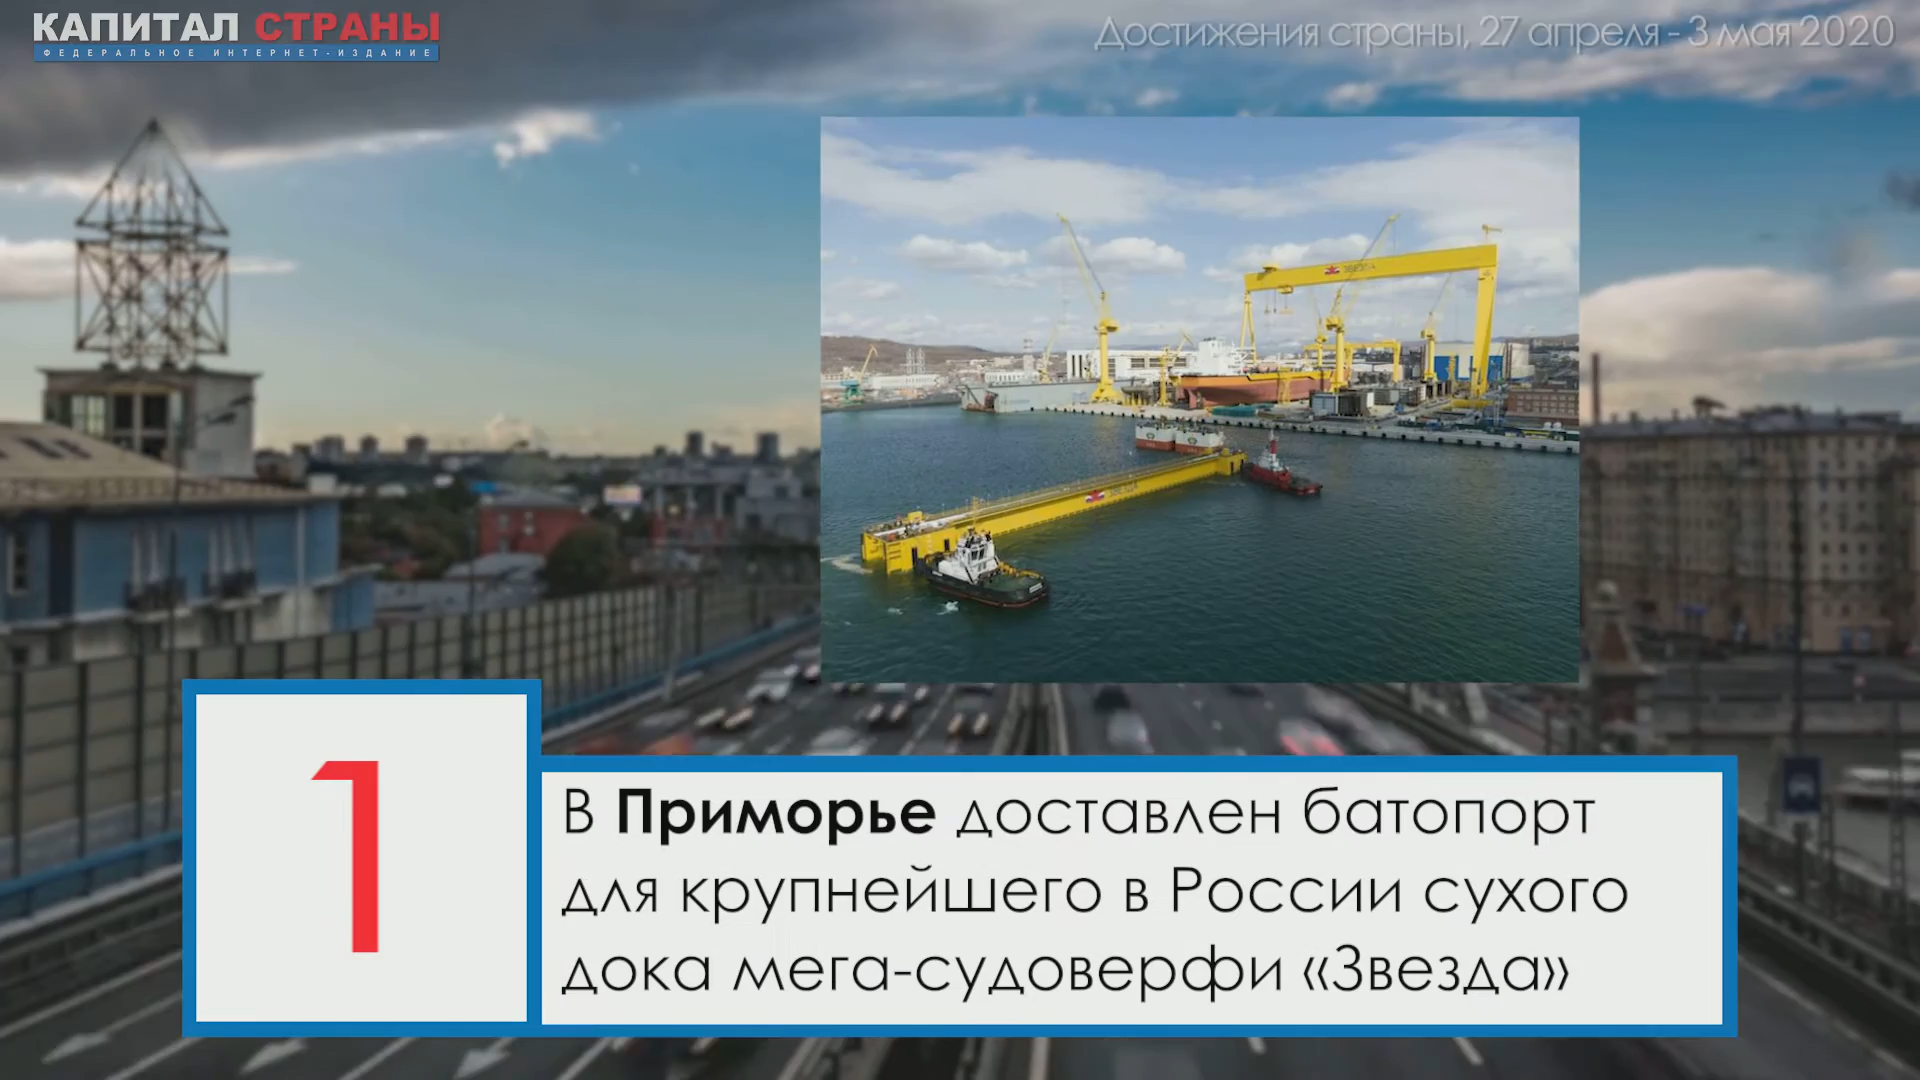 КАПИТАЛ СТРАНЫ
ФЕДЕРАЛЬНОЕ ИНТЕРНЕТ-ИЗДАНИЕ
Достижения страны, 27 апреля - 3 мая 2020
1
В Приморье доставлен батопорт
для крупнейшего в России сухого
дока мега-судоверфи «Звезда»